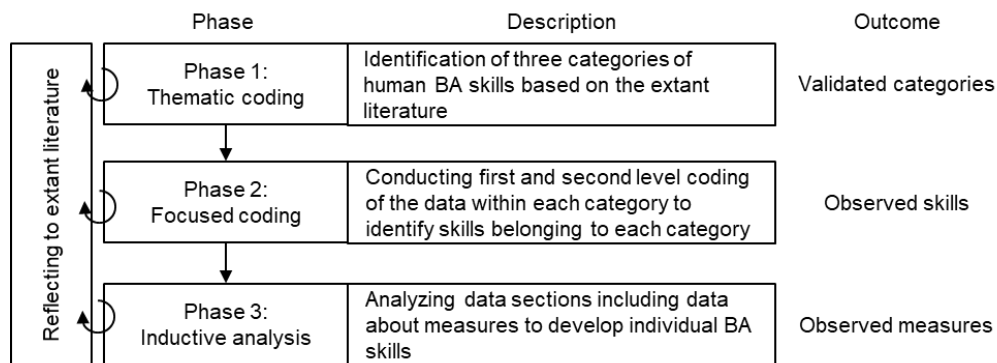 Phase
Description
Outcome
Reflecting to extant literature
Phase 1:
Thematic coding
Identification of three categories of
human BA skills based on the extant
literature
Validated categories
Phase 2:
Focused coding
Conducting first and second level coding
of the data within each category to
identify skills belonging to each category
Observed skills
Phase 3:
Inductive analysis
Analyzing data sections including data
about measures to develop individual BA
skills
Observed measures